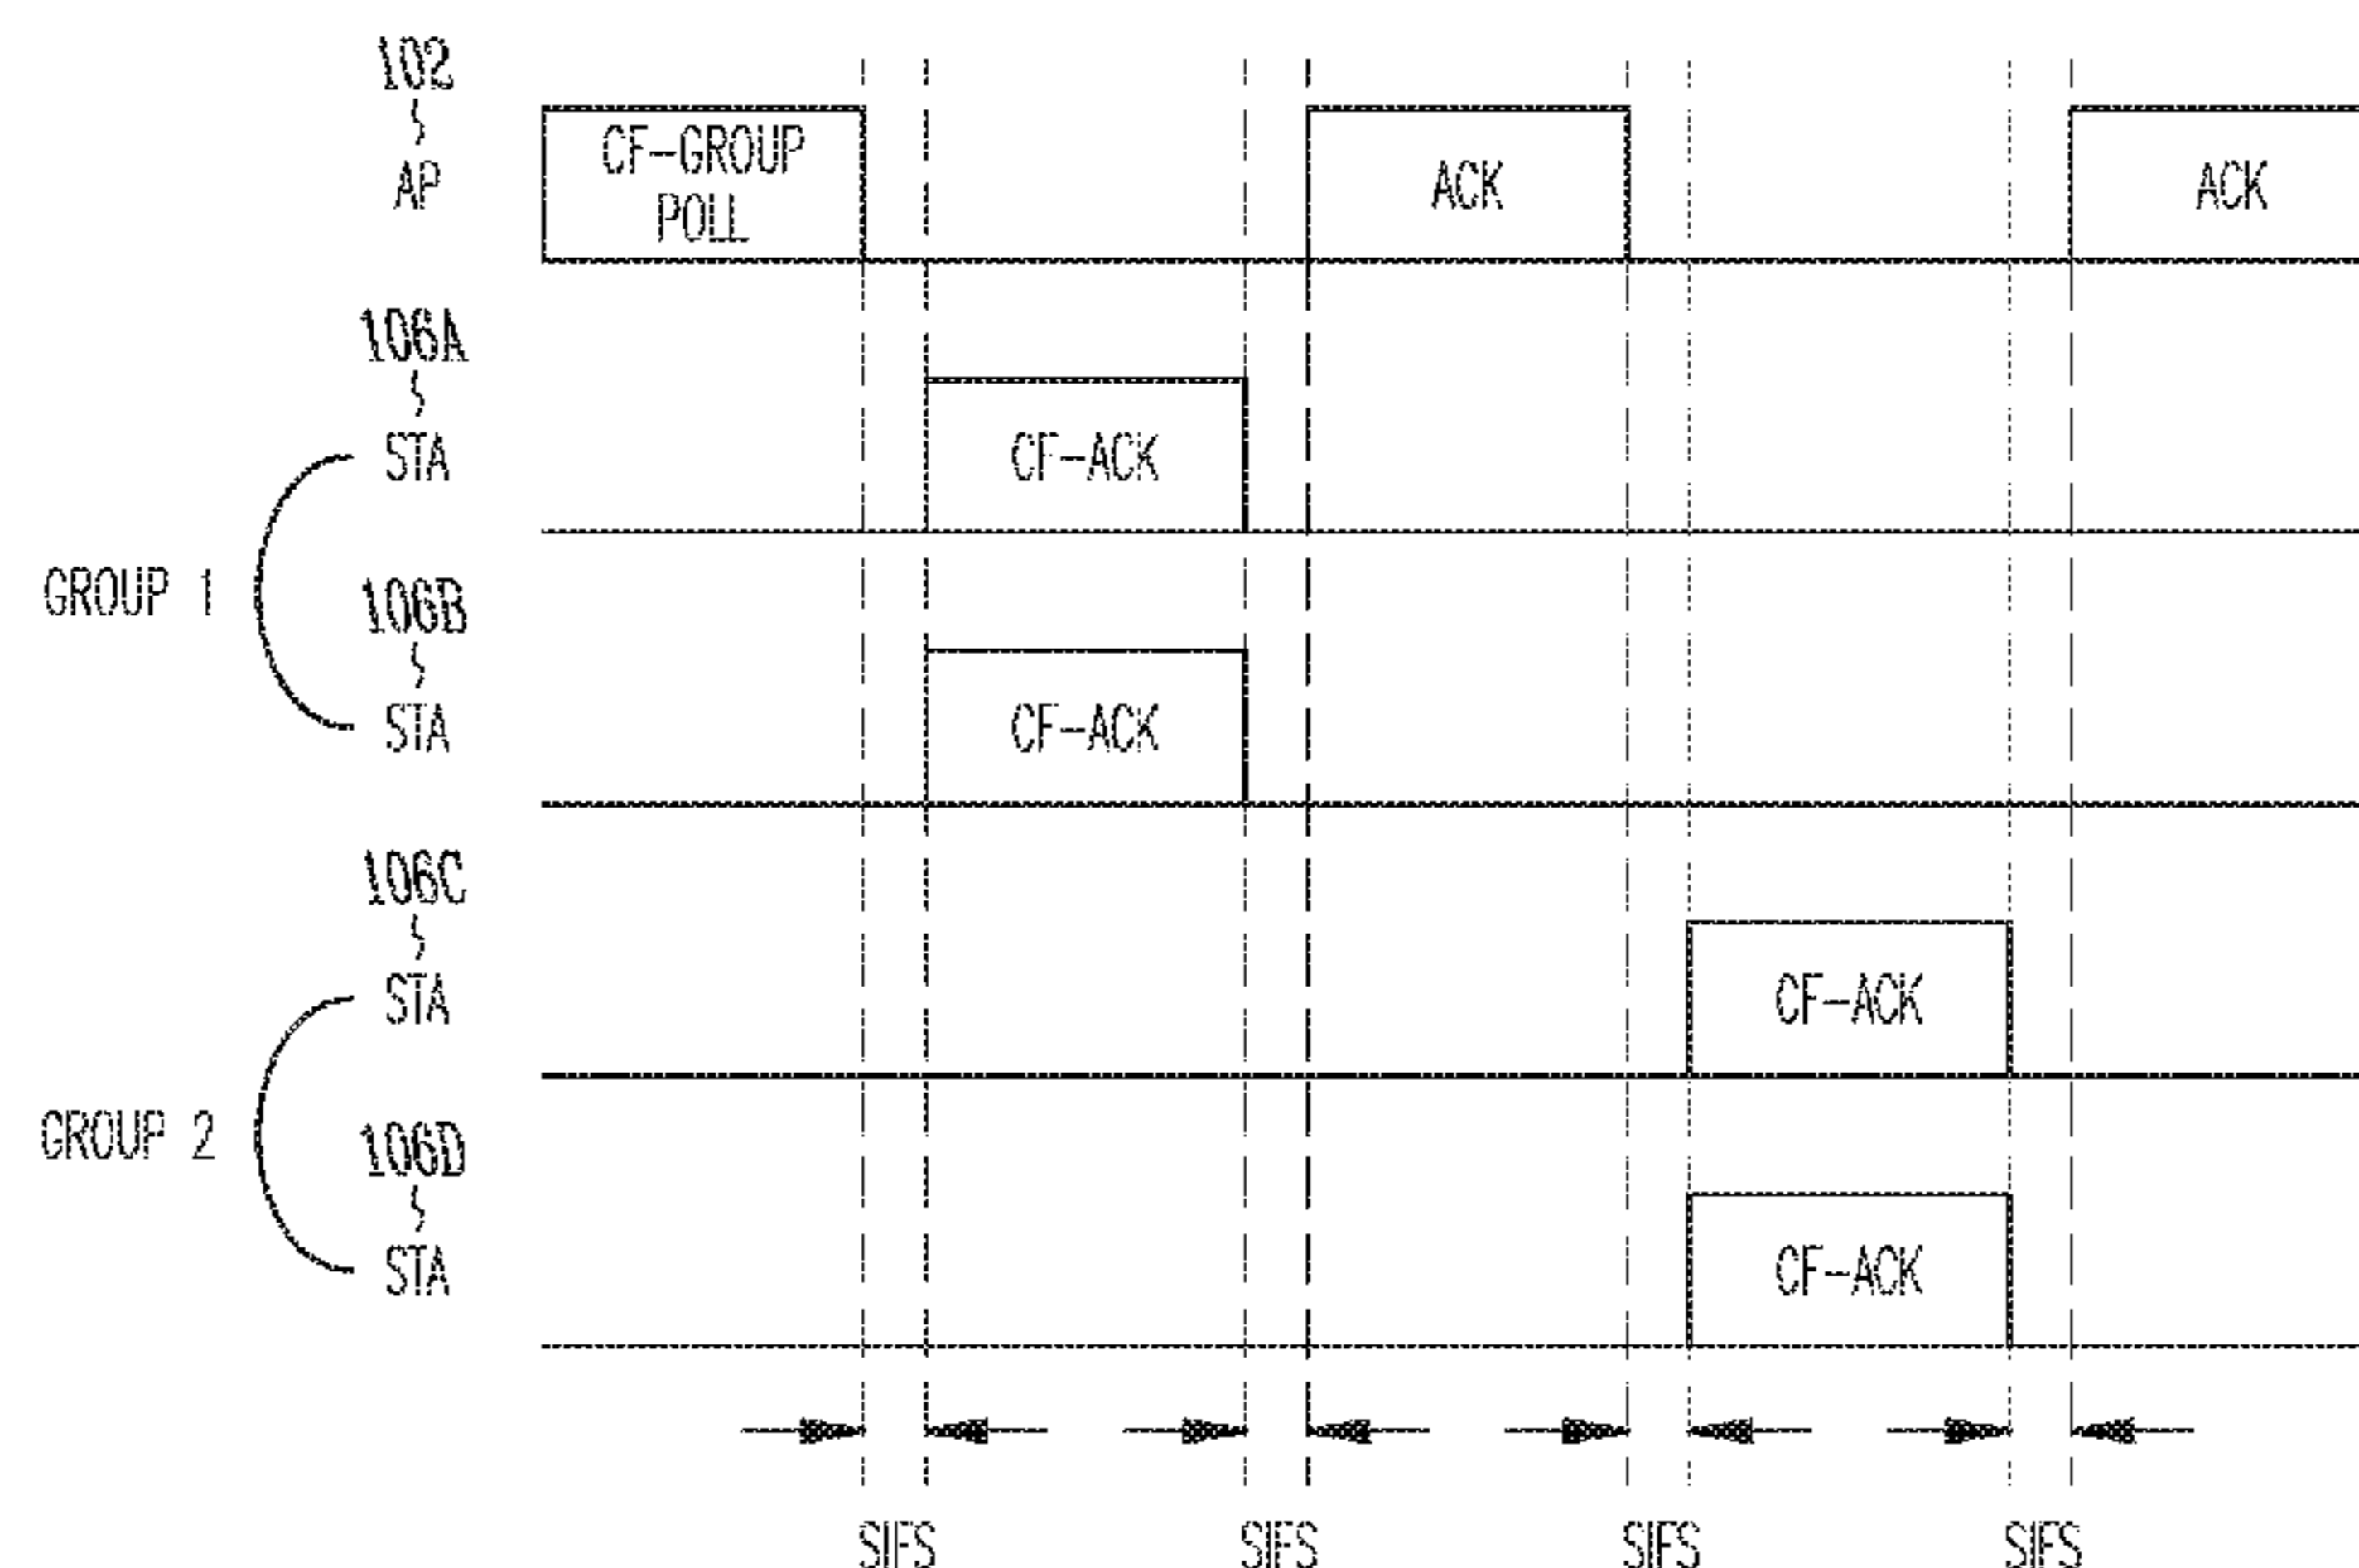 102
AP
CF-GROUP
POLL
ACK
ACK
106A
STA
CF-ACK
GROUP 1
106B
STA
CF-ACK
106C
STA
CF-ACK
GROUP 2
106D
STA
CF-ACK
SIFS
SIFS
SIFS
SIFS